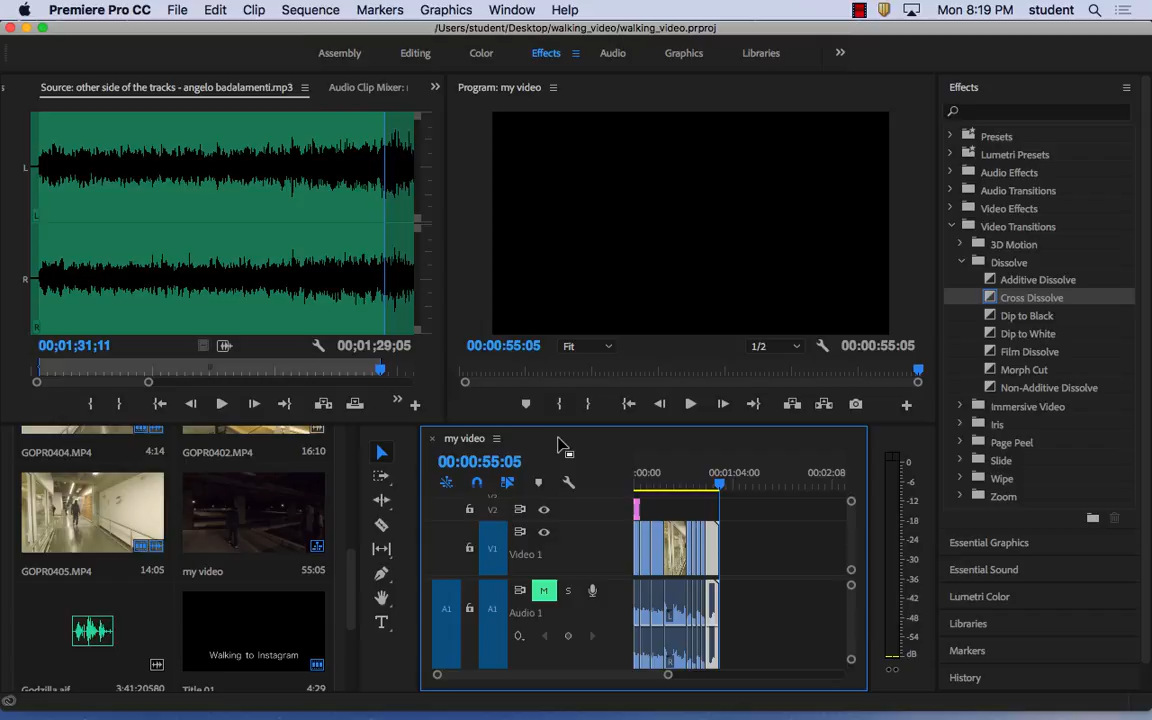 Premiere Pro CC File Edit Clip Sequence Markers Graphics Window Help Mon 8:19 PM student
/Users/student/Desktop/walking_video/walking_video.prproj
Assembly Editing Color Effects Audio Graphics Libraries
Source: other side of the tracks - angelo badalamenti.mp3 Audio Clip Mixer:
Program: my video
Effects
Presets
Lumetri Presets
Audio Effects
Audio Transitions
Video Effects
Video Transitions
3D Motion
Dissolve
Additive Dissolve
Cross Dissolve
Dip to Black
Dip to White
Film Dissolve
Morph Cut
Non-Additive Dissolve
Immersive Video
Iris
Page Peel
Slide
Wipe
Zoom
Essential Graphics
Essential Sound
Lumetri Color
Libraries
Markers
History
L
L
R
R
00;01;31;11 00;01;29;05
00:00:55:05 Fit 1/2 00:00:55:05
GOPR0404.MP4 4:14 GOPR0402.MP4 16:10
GOPR0405.MP4 14:05 my video 55:05
Walking to Instagram
Godzilla.aif 3:41:20580 Title 01 4:29
my video
00:00:55:05
:00:00 00:01:04:00 00:02:08
V2
V1 Video 1
A1 A1 M S
Audio 1
L
R
0
-6
-12
-18
-24
-30
-36
-42
-48
-54
dB